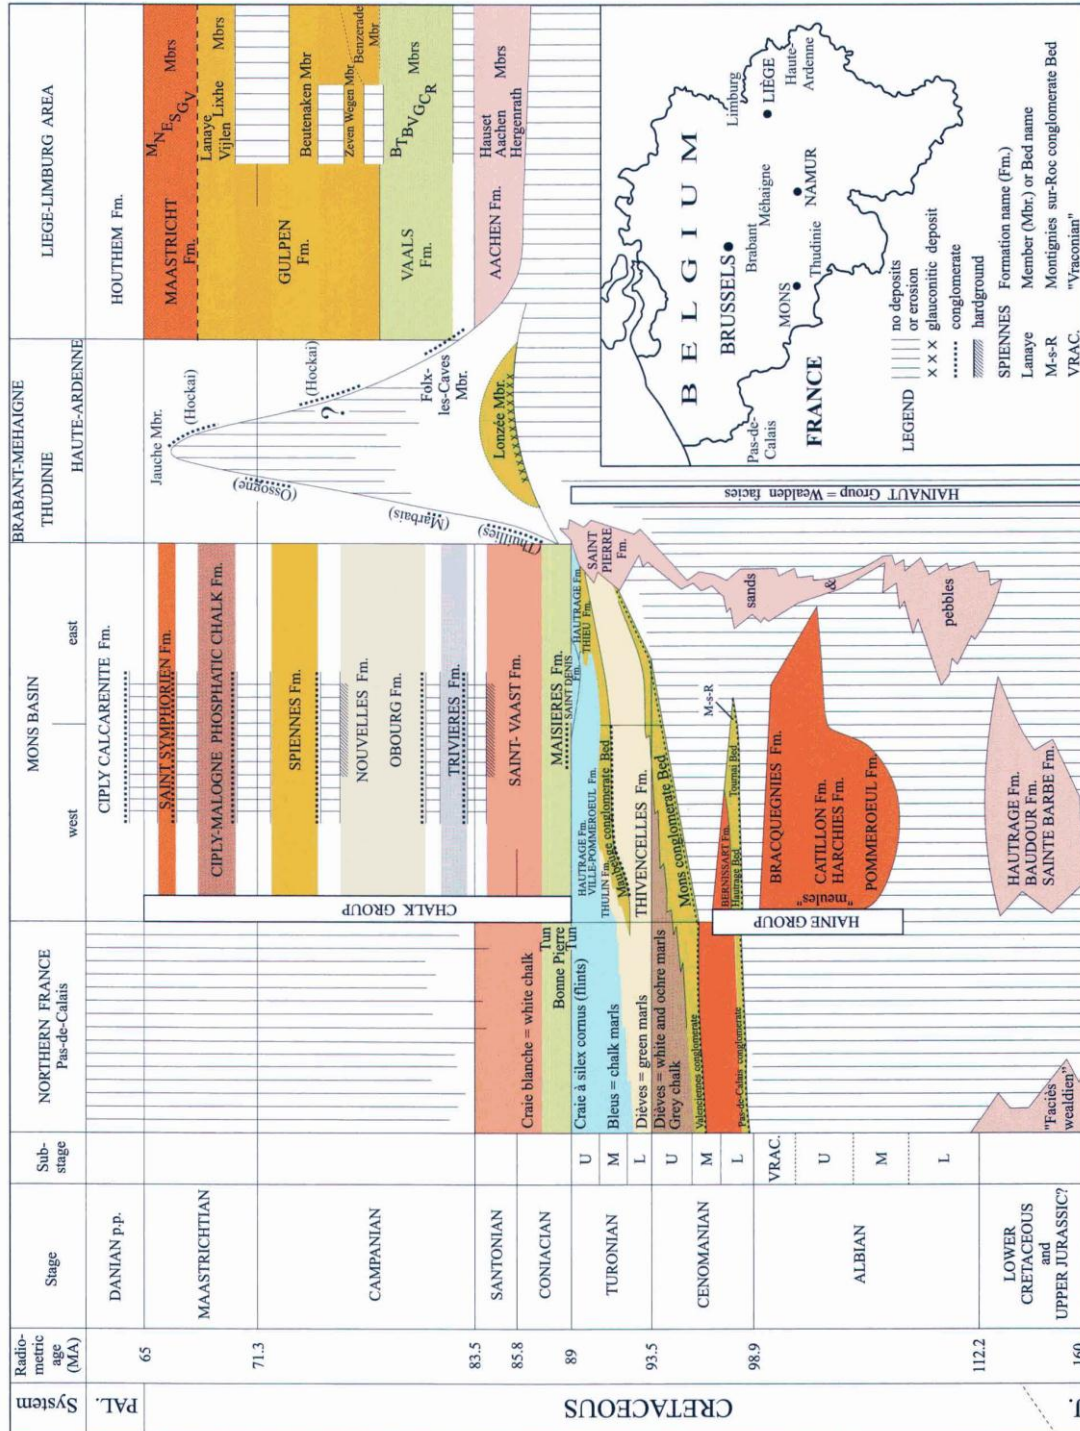 System
Radio-
metric
age
(MA)
Stage
Sub-
stage
NORTHERN FRANCE
Pas-de-Calais
MONS BASIN
west
east
BRABANT-MEHAIGNE
THUDINIE
HAUTE-ARDENNE
LIEGE-LIMBURG AREA
PAL.
CRETACEOUS
J.
65
71.3
83.5
85.8
89
93.5
98.9
112.2
160
DANIAN p.p.
MAASTRICHTIAN
CAMPANIAN
SANTONIAN
CONIACIAN
TURONIAN
CENOMANIAN
ALBIAN
LOWER
CRETACEOUS
and
UPPER JURASSIC?
U
M
L
U
M
L
VRAC.
U
M
L
Craie blanche = white chalk
Tun
Bonne Pierre
Tun
Craie à silex cornus (flints)
Bleus = chalk marls
Dièves = green marls
Dièves = white and ochre marls
Grey chalk
Valenciennes conglomerate
Pas-de-Calais conglomerate
"Faciès
wealdien"
CHALK GROUP
HAINE GROUP
CIPLY CALCARENITE Fm.
SAINT SYMPHORIEN Fm.
CIPLY-MALOGNE PHOSPHATIC CHALK Fm.
SPIENNES Fm.
NOUVELLES Fm.
OBOURG Fm.
TRIVIERES Fm.
SAINT-VAAST Fm.
MAISIERES Fm.
SAINT DENIS
Fm.
HAUTRAGE Fm.
THIEU Fm.
HAUTRAGE Fm.
VILLE-POMMEROEUL Fm.
THULIN Fm.
Maubeuge conglomerate Bed
THIVENCELLES Fm.
Mons conglomerate Bed
M-s-R
BERNISSART Fm.
Hautrage Bed
Tournai Bed
BRACQUEGNIES Fm.
CATILLON Fm.
HARCHIES Fm.
"meules"
POMMEROEUL Fm.
HAUTRAGE Fm.
BAUDOUR Fm.
SAINTE BARBE Fm.
SAINT
PIERRE
Fm.
sands
&
pebbles
HAINAUT Group = Wealden facies
Jauche Mbr.
(Hockai)
(Ossogne)
(Hockai)
?
(Marbais)
Folx-
les-Caves
Mbr.
(Thuillies)
Lonzée Mbr.
xxxxxxxxxxxx
HOUTHEM Fm.
MAASTRICHT
Fm.
M N E S G V
Mbrs
GULPEN
Fm.
Lanaye
Lixhe
Vijlen
Mbrs
Beutenaken Mbr
Zeven Wegen Mbr
Benzerade
Mbr
VAALS
Fm.
B T B V G C R
Mbrs
AACHEN Fm.
Hauset
Aachen
Hergenrath
Mbrs
BELGIUM
Limburg
LIÈGE
Haute-
Ardenne
BRUSSELS
Brabant
Méhaigne
NAMUR
MONS
Thudinie
Pas-de-
Calais
FRANCE
LEGEND
no deposits
or erosion
x x x glauconitic deposit
conglomerate
hardground
SPIENNES Formation name (Fm.)
Lanaye Member (Mbr.) or Bed name
M-s-R Montignies sur-Roc conglomerate Bed
VRAC. "Vraconian"